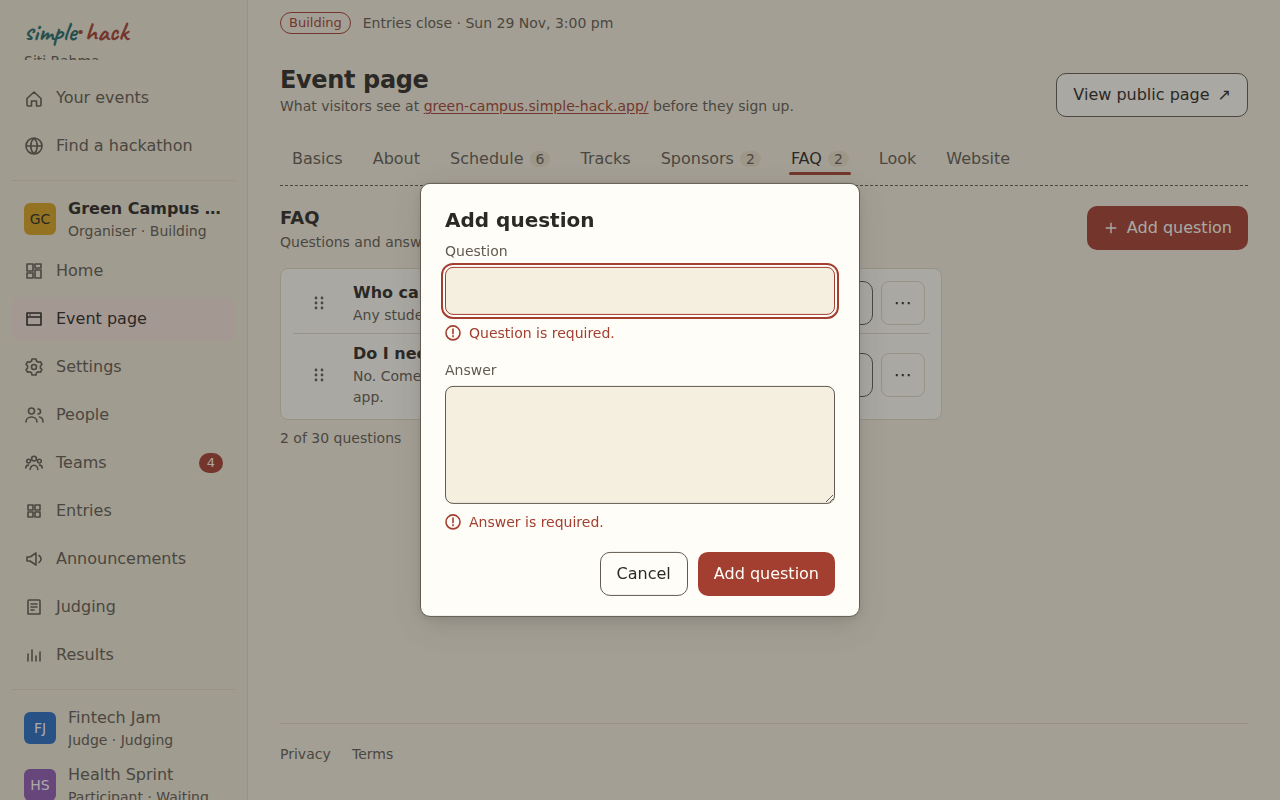 simple·hack
Siti Rahma
Your events
Find a hackathon
GC
Green Campus …
Organiser · Building
Home
Event page
Settings
People
Teams
4
Entries
Announcements
Judging
Results
FJ
Fintech Jam
Judge · Judging
HS
Health Sprint
Participant · Waiting
Building
Entries close · Sun 29 Nov, 3:00 pm
Event page
What visitors see at green-campus.simple-hack.app/ before they sign up.
View public page ↗
Basics
About
Schedule 6
Tracks
Sponsors 2
FAQ 2
Look
Website
FAQ
Questions and answ
+ Add question
Who ca
Any stude
Do I nee
No. Come
app.
2 of 30 questions
Add question
Question
Question is required.
Answer
Answer is required.
Cancel
Add question
Privacy
Terms